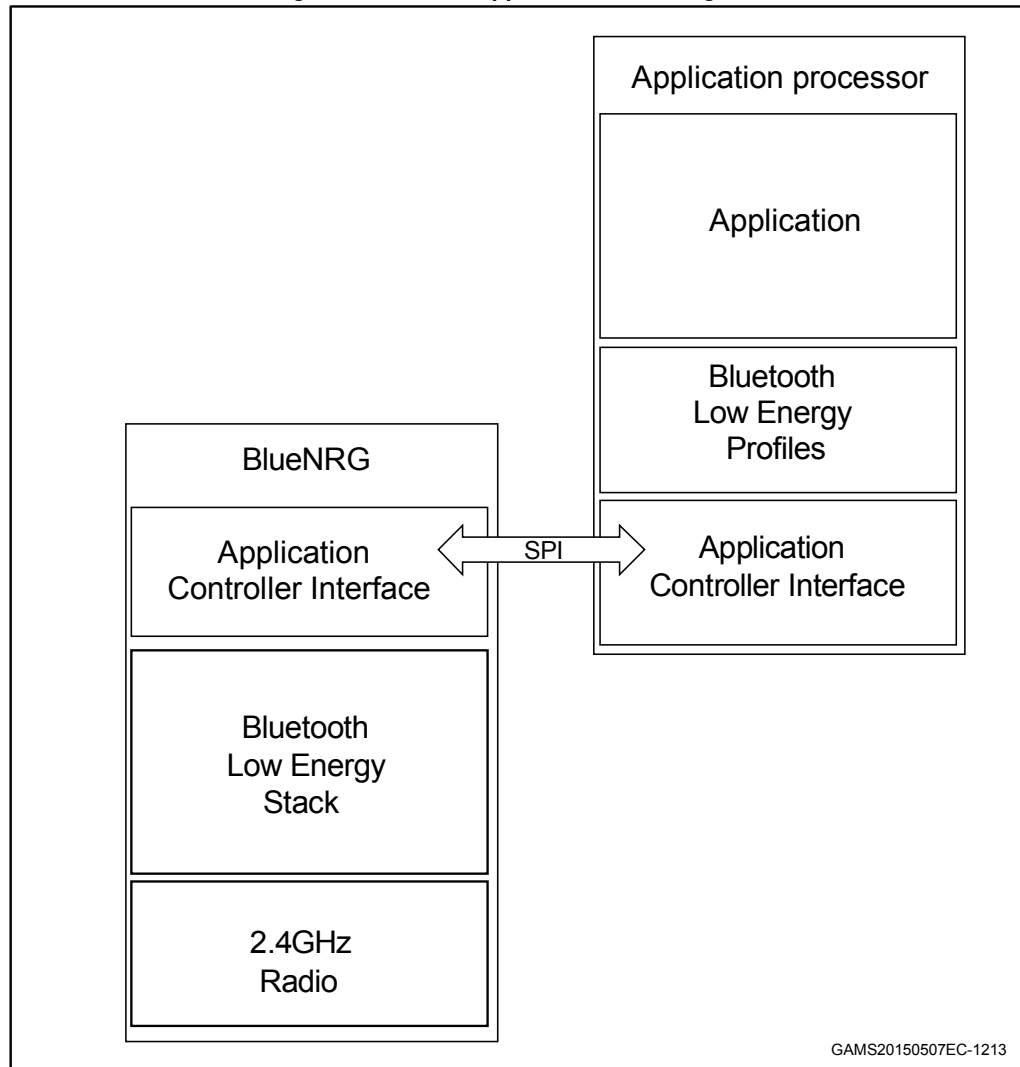 Application processor
Application
Bluetooth
Low Energy
Profiles
Application
Controller Interface
BlueNRG
Application
Controller Interface
SPI
Bluetooth
Low Energy
Stack
2.4GHz
Radio
GAMS20150507EC-1213